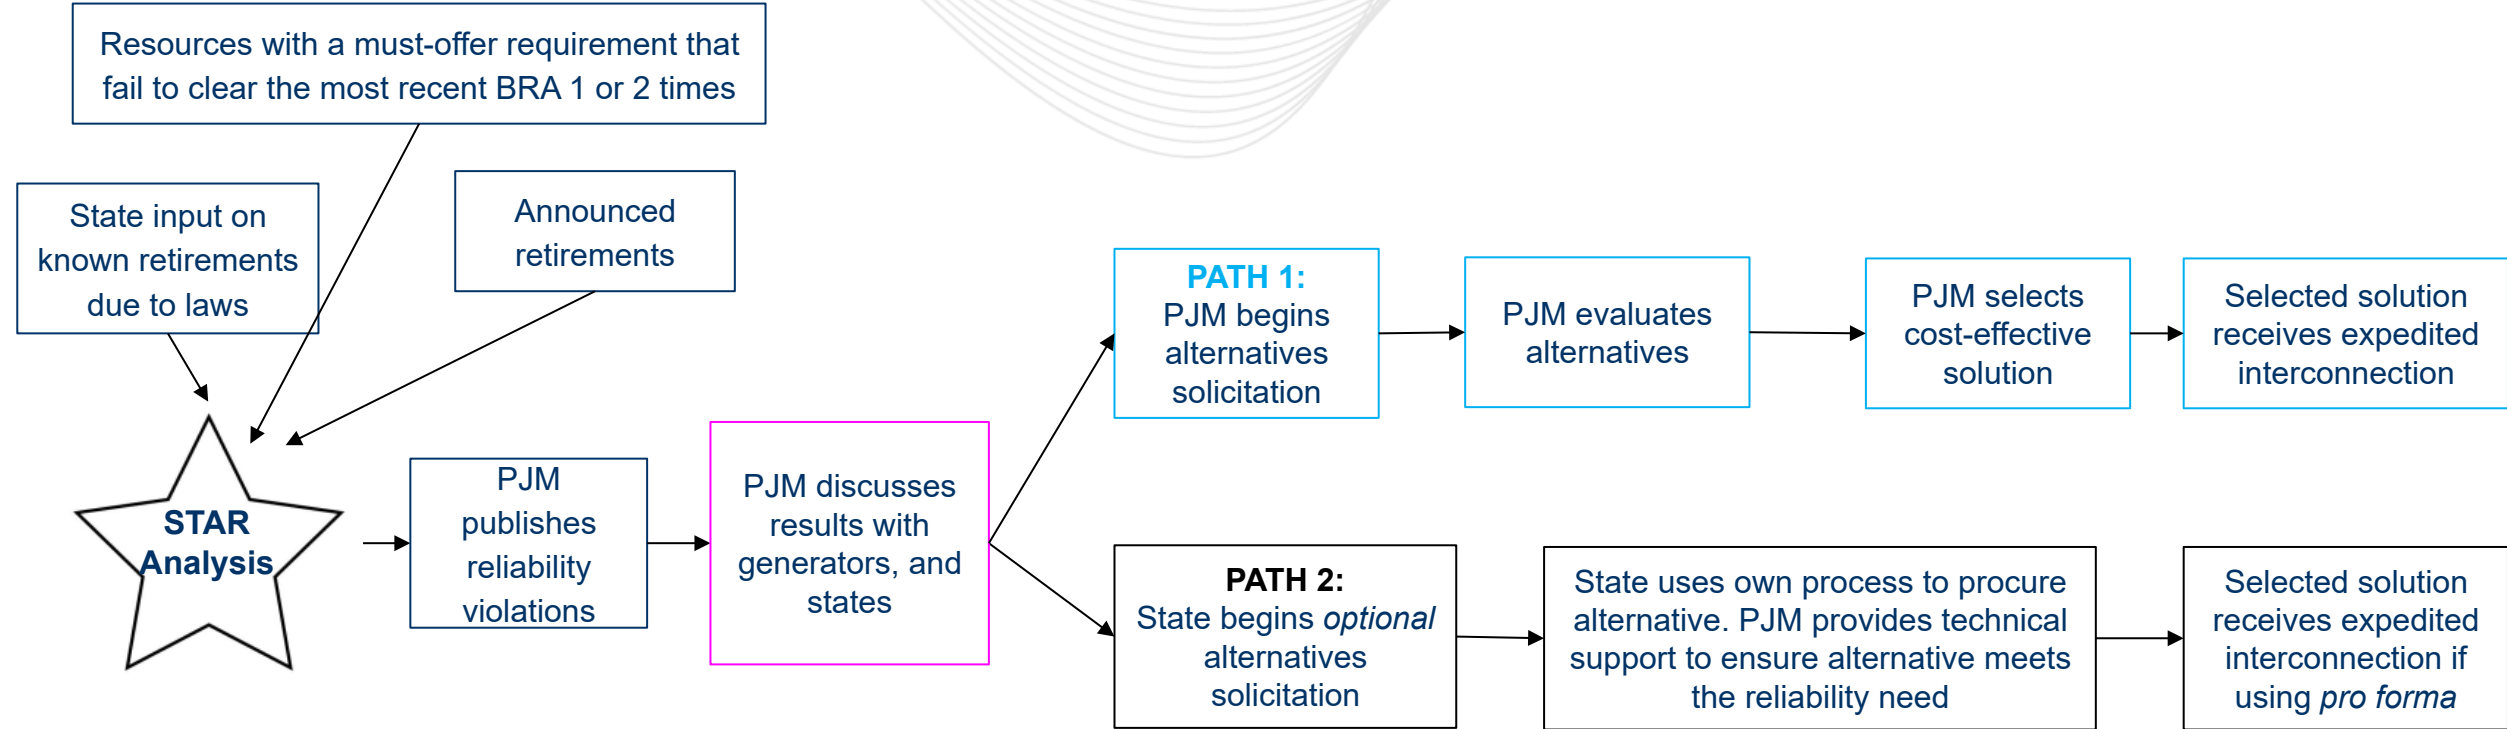 Resources with a must-offer requirement that
fail to clear the most recent BRA 1 or 2 times
State input on
known retirements
due to laws
Announced
retirements
STAR
Analysis
PJM
publishes
reliability
violations
PJM discusses
results with
generators, and
states
PATH 1:
PJM begins
alternatives
solicitation
PJM evaluates
alternatives
PJM selects
cost-effective
solution
Selected solution
receives expedited
interconnection
PATH 2:
State begins optional
alternatives
solicitation
State uses own process to procure
alternative. PJM provides technical
support to ensure alternative meets
the reliability need
Selected solution
receives expedited
interconnection if
using pro forma